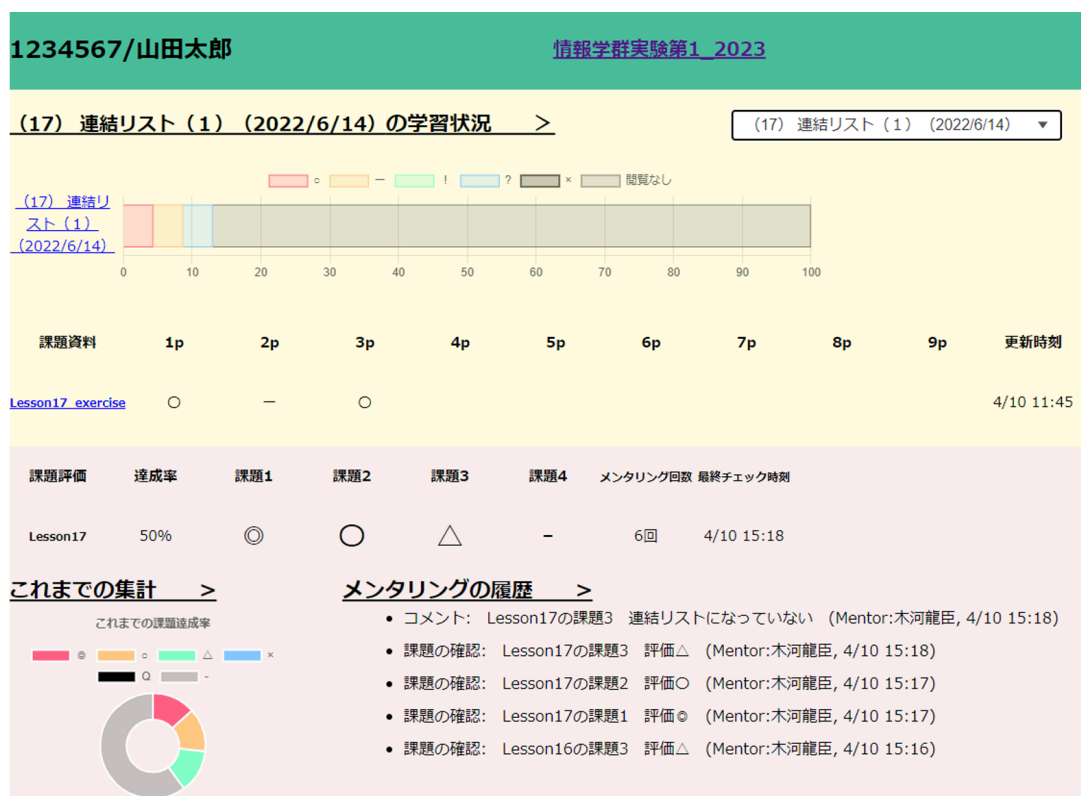 1234567/山田太郎
情報学群実験第1_2023
（17） 連結リスト（1）（2022/6/14）の学習状況 ＞
（17） 連結リスト（1）（2022/6/14） ▼
○ ー ! ? × 閲覧なし
（17） 連結リ
スト（1）
（2022/6/14）
0 10 20 30 40 50 60 70 80 90 100
課題資料 1p 2p 3p 4p 5p 6p 7p 8p 9p 更新時刻
Lesson17_exercise ○ ー ○ 4/10 11:45
課題評価 達成率 課題1 課題2 課題3 課題4 メンタリング回数 最終チェック時刻
Lesson17 50% ◎ ○ △ - 6回 4/10 15:18
これまでの集計 >
これまでの課題達成率
◎ ○ △ ×
Q -
メンタリングの履歴 >
• コメント: Lesson17の課題3 連結リストになっていない (Mentor:木河龍臣, 4/10 15:18)
• 課題の確認: Lesson17の課題3 評価△ (Mentor:木河龍臣, 4/10 15:18)
• 課題の確認: Lesson17の課題2 評価○ (Mentor:木河龍臣, 4/10 15:17)
• 課題の確認: Lesson17の課題1 評価◎ (Mentor:木河龍臣, 4/10 15:17)
• 課題の確認: Lesson16の課題3 評価△ (Mentor:木河龍臣, 4/10 15:16)